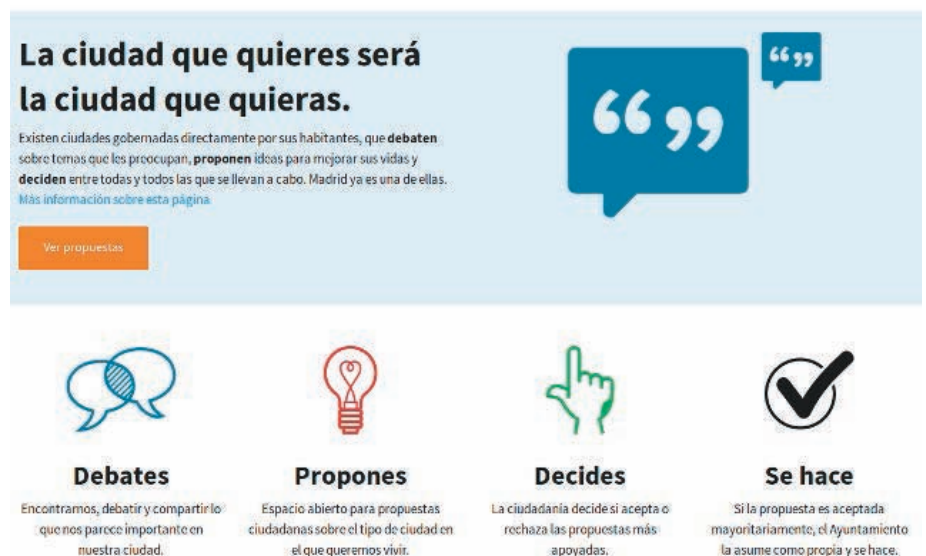 La ciudad que quieres será
la ciudad que quieras.
Existen ciudades gobernadas directamente por sus habitantes, que debaten
sobre temas que les preocupan, proponen ideas para mejorar sus vidas y
deciden entre todas y todos las que se llevan a cabo. Madrid ya es una de ellas.
Más información sobre esta página.
Ver propuestas
“ ”
“ ”
Debates
Encontrarnos, debatir y compartir lo
que nos parece importante en
nuestra ciudad.
Propones
Espacio abierto para propuestas
ciudadanas sobre el tipo de ciudad en
el que queremos vivir.
Decides
La ciudadanía decide si acepta o
rechaza las propuestas más
apoyadas.
Se hace
Si la propuesta es aceptada
mayoritariamente, el Ayuntamiento
la asume como propia y se hace.